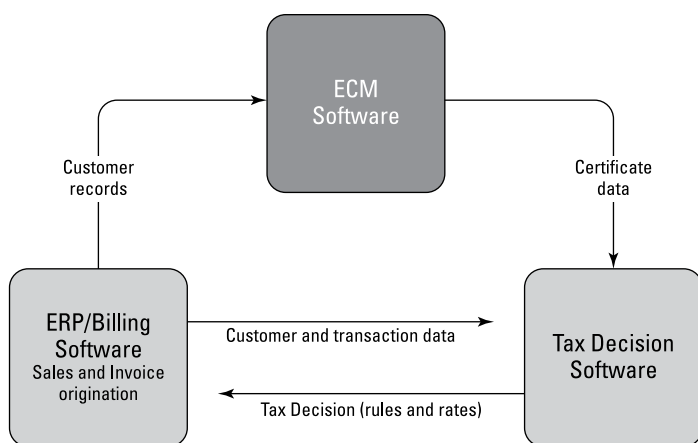 ECM
Software
Customer
records
Certificate
data
ERP/Billing
Software
Sales and Invoice
origination
Customer and transaction data
Tax Decision
Software
Tax Decision (rules and rates)